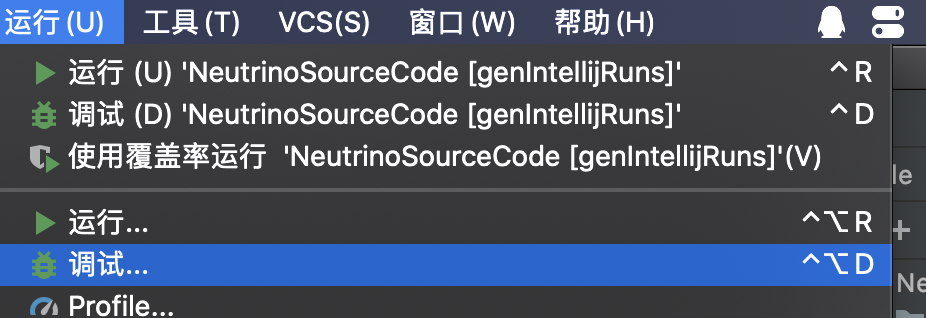 运行(U) 工具(T) VCS(S) 窗口(W) 帮助(H)
运行 (U) 'NeutrinoSourceCode [genIntellijRuns]' ^ R
调试 (D) 'NeutrinoSourceCode [genIntellijRuns]' ^ D
使用覆盖率运行 'NeutrinoSourceCode [genIntellijRuns]'(V)
le
运行... ^⌥ R
+
调试... ^⌥ D
Ne
Profile...